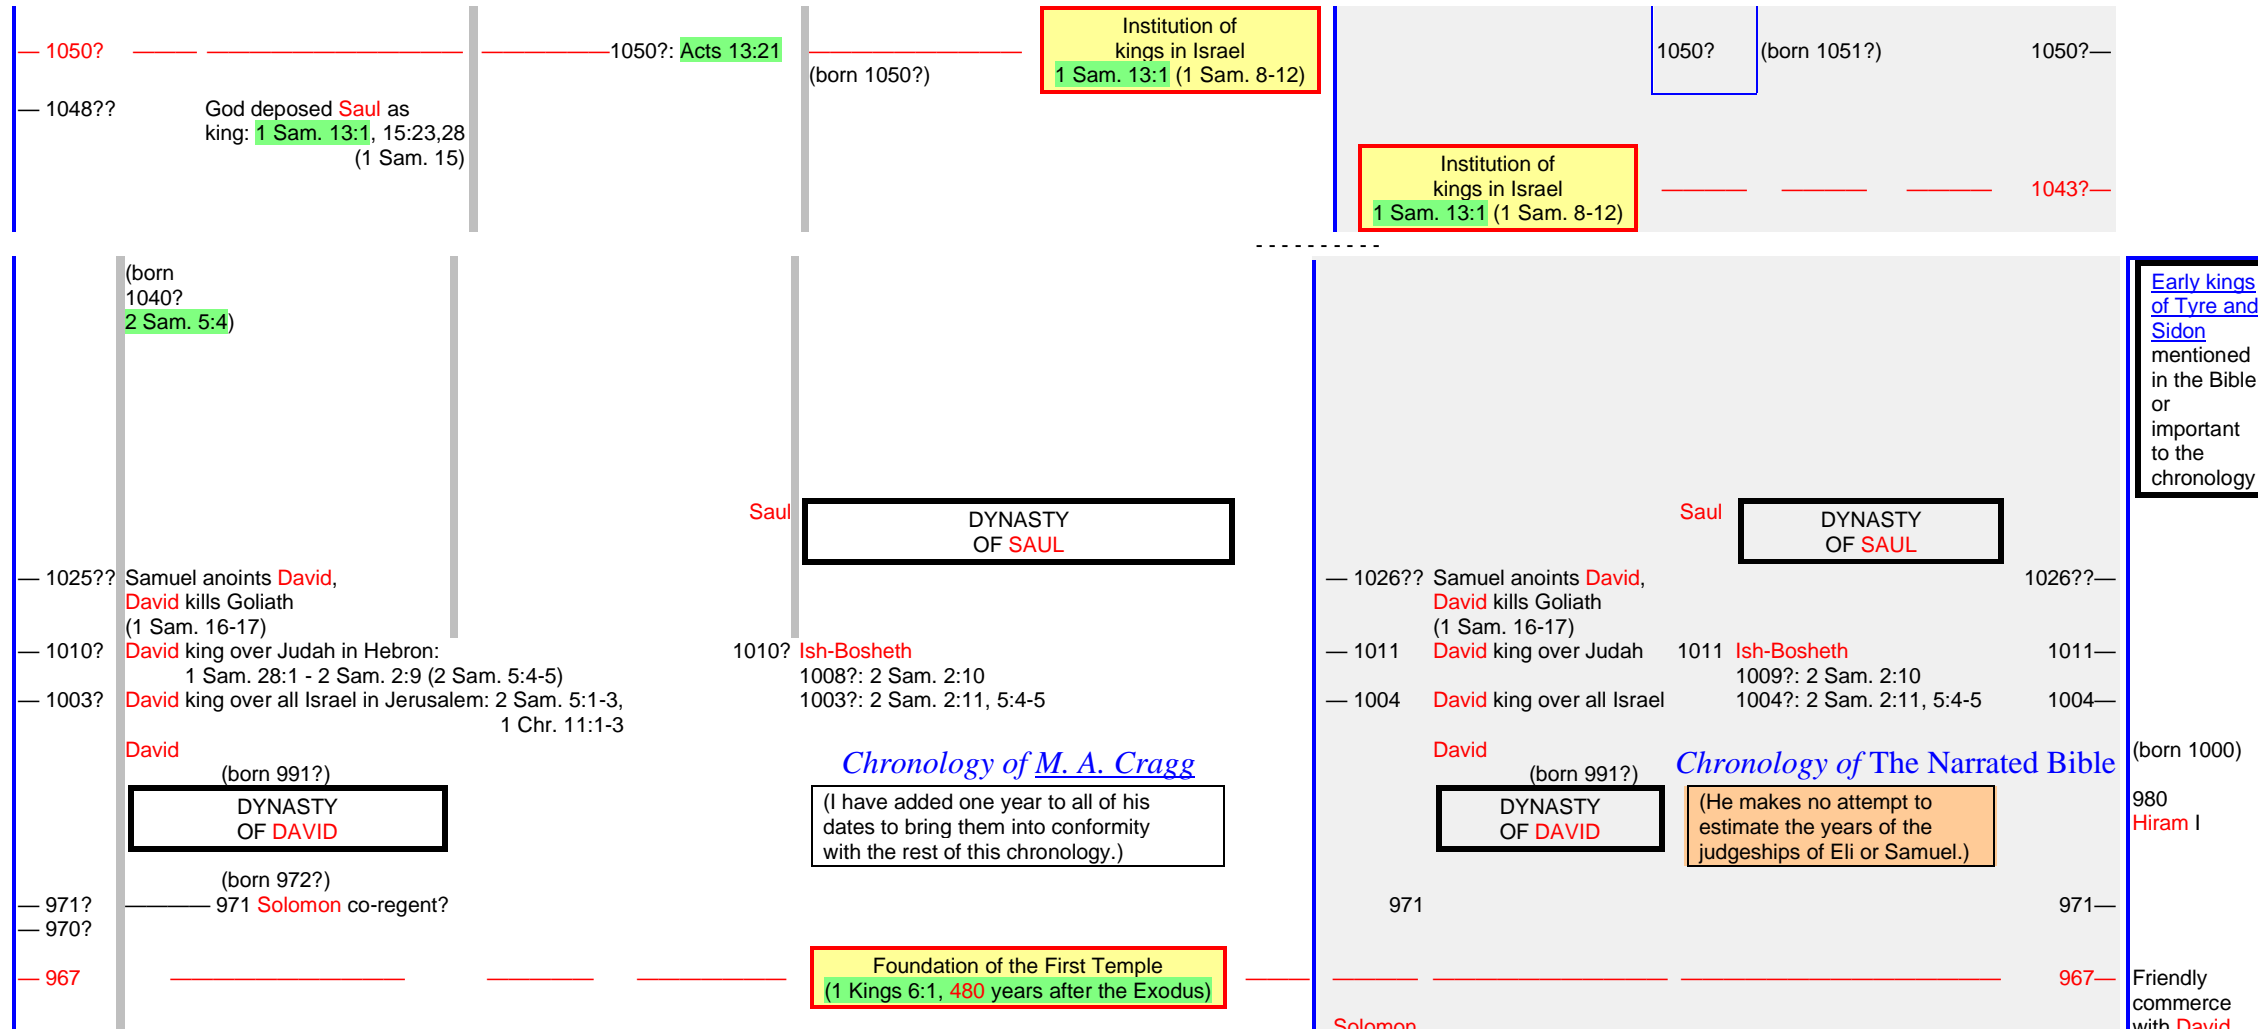 — 1050?
1050?: Acts 13:21
(born 1050?)
Institution of
kings in Israel
1 Sam. 13:1 (1 Sam. 8-12)
1050?
(born 1051?)
1050?—
— 1048??
God deposed Saul as
king: 1 Sam. 13:1, 15:23,28
(1 Sam. 15)
Institution of
kings in Israel
1 Sam. 13:1 (1 Sam. 8-12)
1043?—
- - - - - - - - - -
(born
1040?
2 Sam. 5:4)
Early kings
of Tyre and
Sidon
mentioned
in the Bible
or
important
to the
chronology
Saul
DYNASTY
OF SAUL
Saul
DYNASTY
OF SAUL
— 1025?? Samuel anoints David,
David kills Goliath
(1 Sam. 16-17)
— 1026?? Samuel anoints David,
David kills Goliath
(1 Sam. 16-17)
1026??—
— 1010? David king over Judah in Hebron:
1 Sam. 28:1 - 2 Sam. 2:9 (2 Sam. 5:4-5)
1010? Ish-Bosheth
1008?: 2 Sam. 2:10
1003?: 2 Sam. 2:11, 5:4-5
— 1011 David king over Judah
1011 Ish-Bosheth
1009?: 2 Sam. 2:10
1004?: 2 Sam. 2:11, 5:4-5
1011—
— 1003? David king over all Israel in Jerusalem: 2 Sam. 5:1-3,
1 Chr. 11:1-3
— 1004 David king over all Israel
1004—
David
(born 991?)
DYNASTY
OF DAVID
Chronology of M. A. Cragg
(I have added one year to all of his
dates to bring them into conformity
with the rest of this chronology.)
David
(born 991?)
DYNASTY
OF DAVID
Chronology of The Narrated Bible
(He makes no attempt to
estimate the years of the
judgeships of Eli or Samuel.)
(born 1000)
980
Hiram I
(born 972?)
— 971? ——— 971 Solomon co-regent?
971
971—
— 970?
— 967
Foundation of the First Temple
(1 Kings 6:1, 480 years after the Exodus)
967—
Friendly
commerce
with David
Solomon